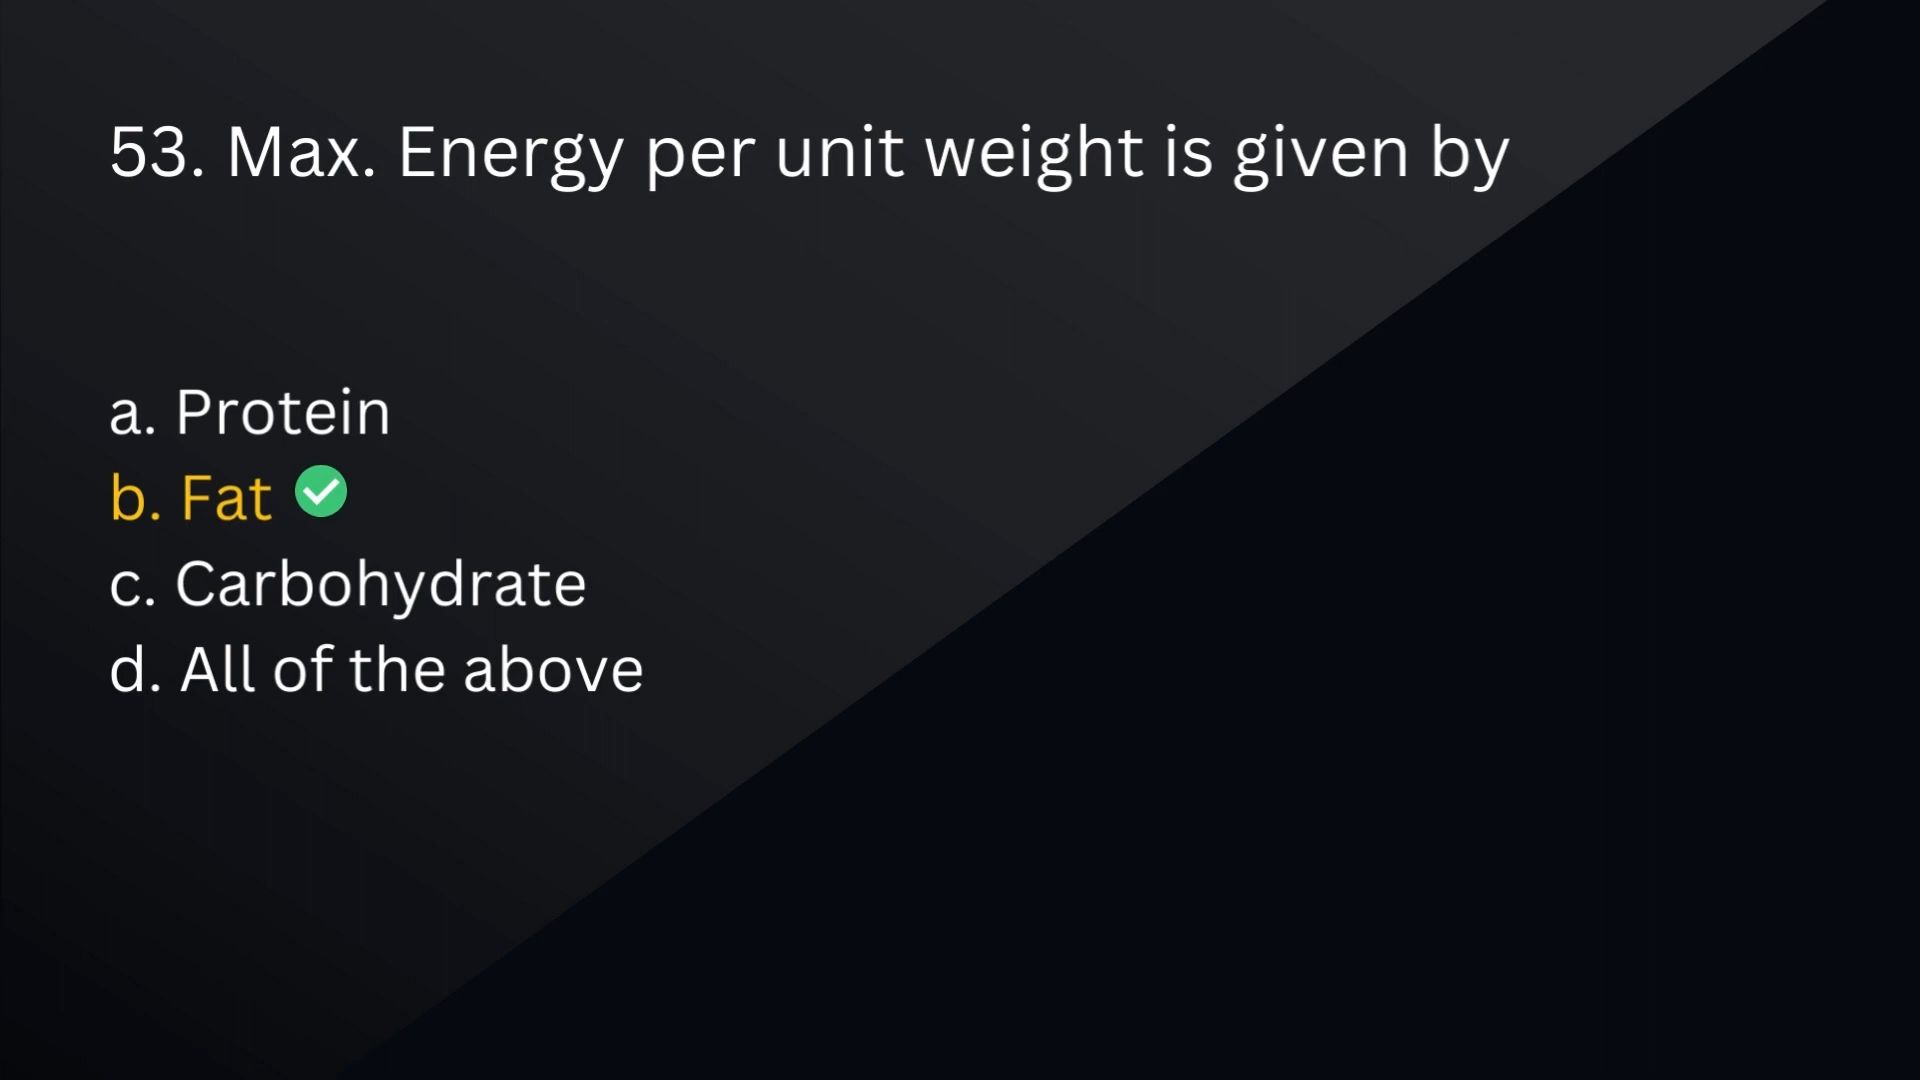 53. Max. Energy per unit weight is given by
a. Protein
b. Fat ✅
c. Carbohydrate
d. All of the above